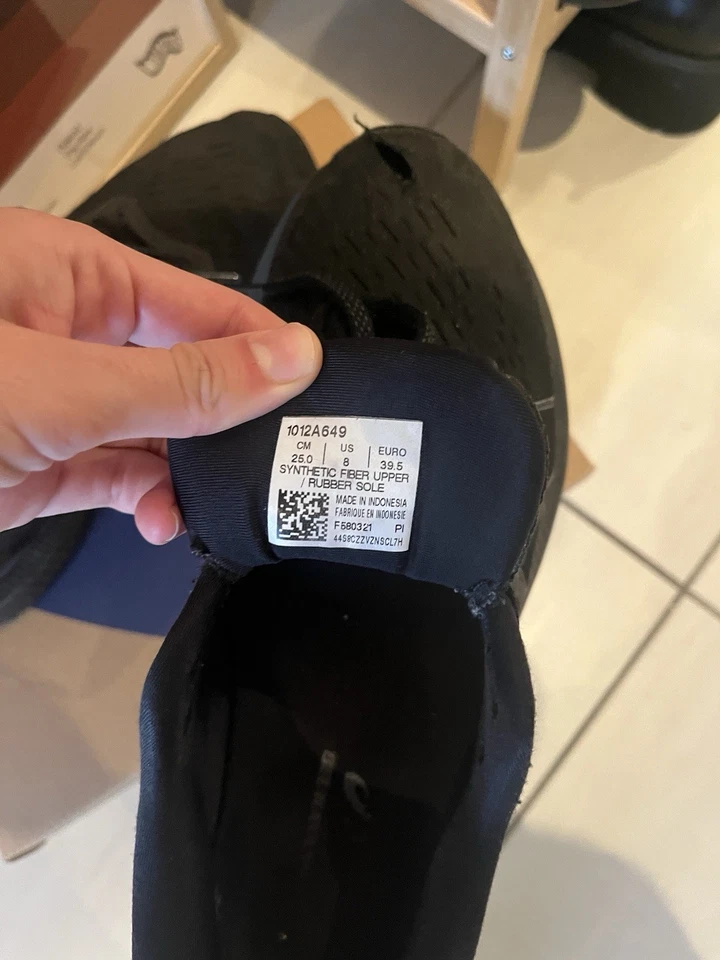 1012A649
CM | US | EURO
25.0 | 8 | 39.5
SYNTHETIC FIBER UPPER
/ RUBBER SOLE
MADE IN INDONESIA
FABRIQUE EN INDONESIE
F580321 PI
44S8CZZVZNSCL7H